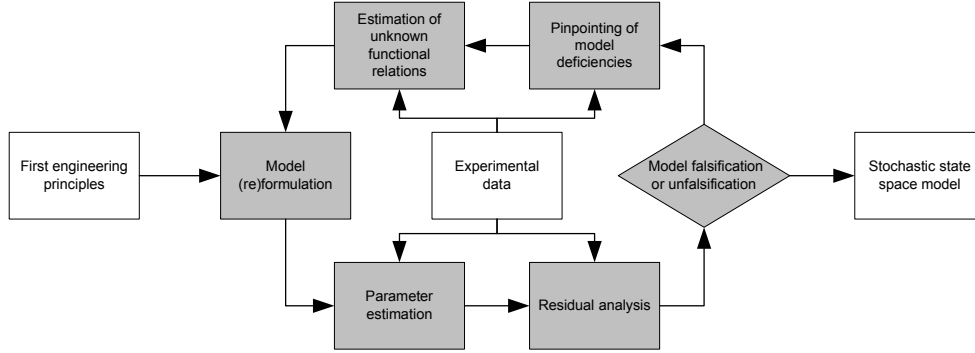 Estimation of
unknown
functional
relations
Pinpointing of
model
deficiencies
First engineering
principles
Model
(re)formulation
Experimental
data
Model falsification
or unfalsification
Stochastic state
space model
Parameter
estimation
Residual analysis